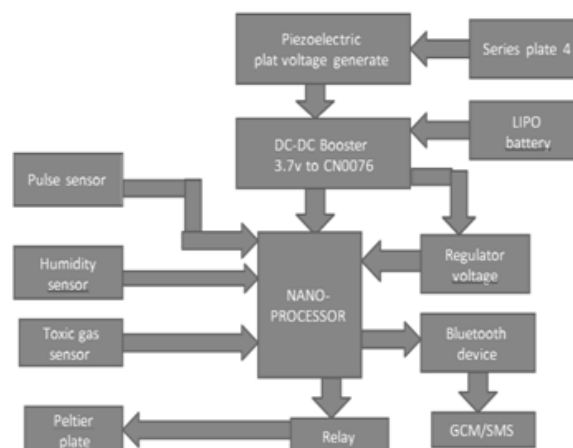 Piezoelectric
plat voltage generate
Series plate 4
DC-DC Booster
3.7v to CN0076
LIPO
battery
Pulse sensor
Humidity
sensor
Regulator
voltage
NANO-
PROCESSOR
Toxic gas
sensor
Bluetooth
device
Peltier
plate
Relay
GCM/SMS